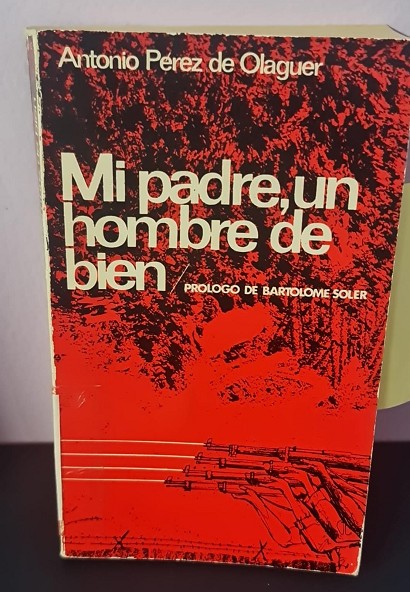 Antonio Pérez de Olaguer
Mi padre, un
hombre de
bien / PROLOGO DE BARTOLOME SOLER